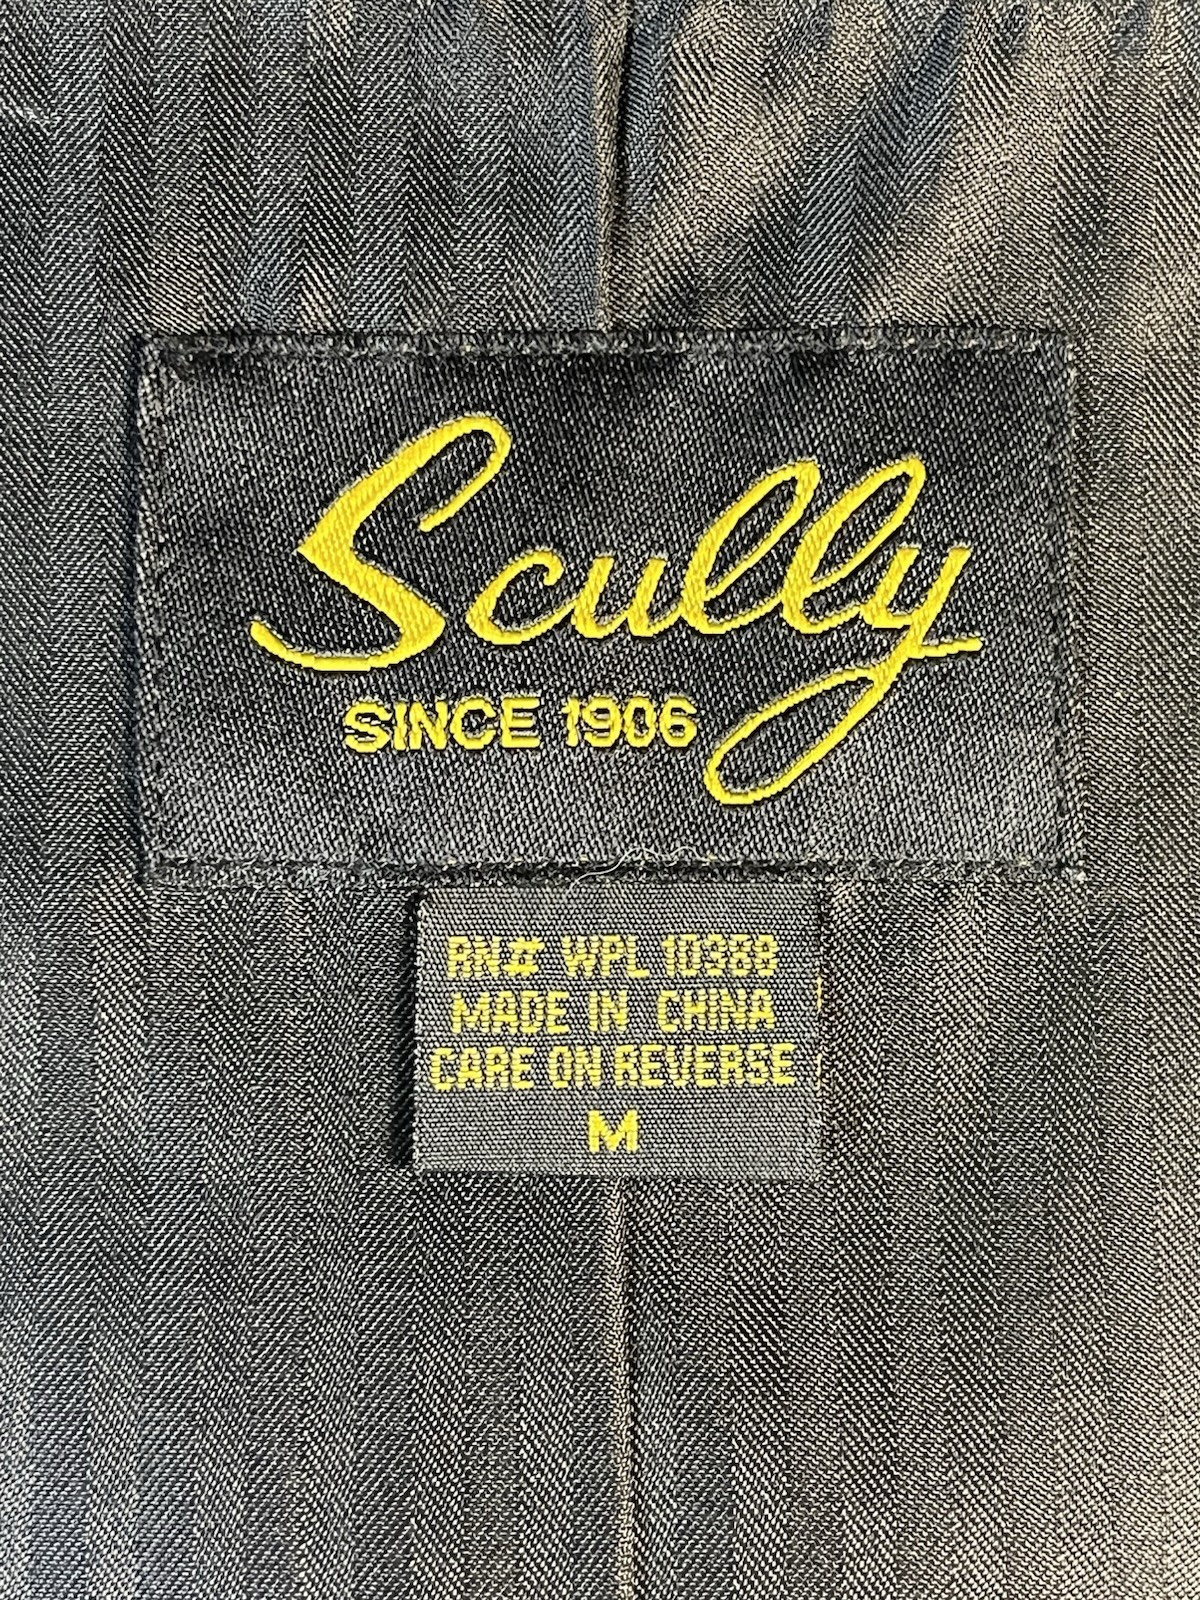 Scully
SINCE 1906
RN# WPL 10388
MADE IN CHINA
CARE ON REVERSE
M